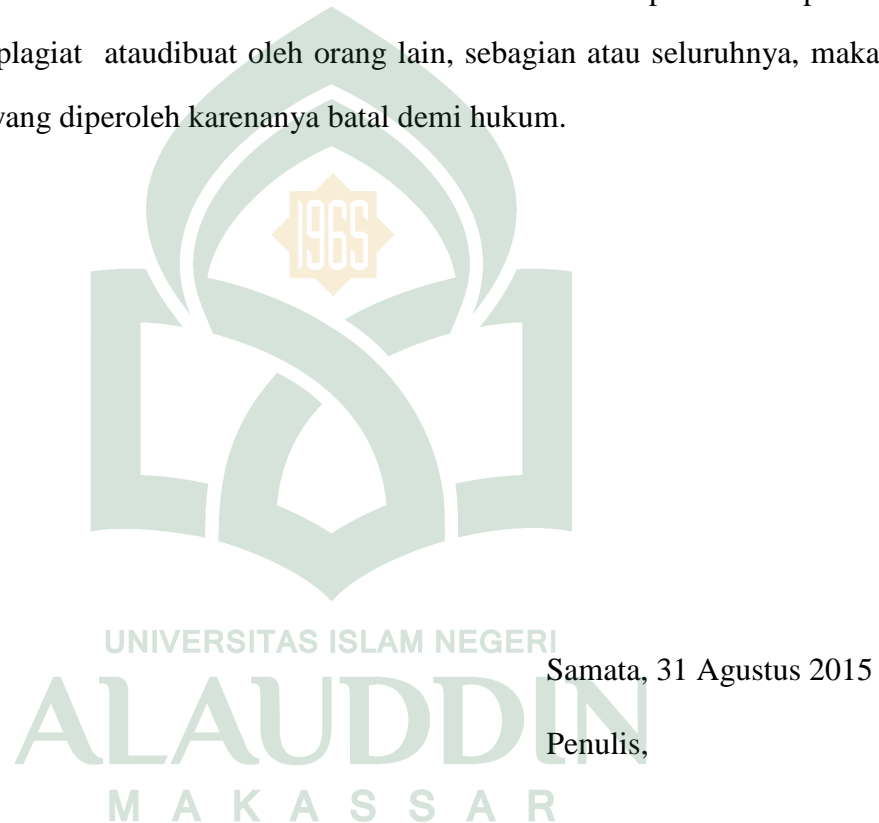 plagiat ataudibuat oleh orang lain, sebagian atau seluruhnya, maka
yang diperoleh karenanya batal demi hukum.
1965
UNIVERSITAS ISLAM NEGERI
Samata, 31 Agustus 2015
ALAUDDIN
Penulis,
MAKASSAR